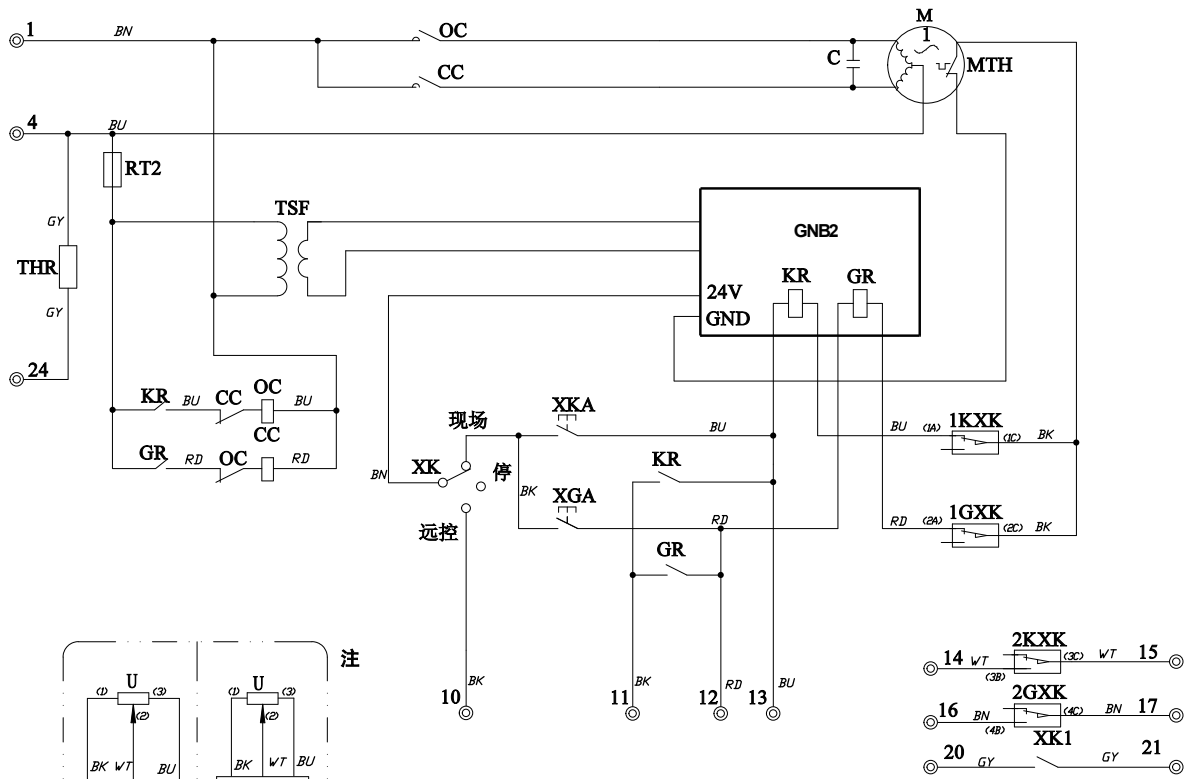 1
BN
OC
M
1
C
MTH
CC
4
BU
RT2
GY
THR
GY
24
TSF
GNB2
KR
GR
24V
GND
KR
BU
CC
OC
BU
CC
GR
RD
OC
RD
现场
XKA
BU
BU
(1A)
1KXK
(1C)
BK
BN
XK
停
KR
BK
XGA
远控
RD
RD
(2A)
1GXK
(2C)
BK
GR
注
U
(1)
(3)
(2)
BK
WT
BU
U
(1)
(3)
(2)
BK
WT
BU
10
BK
11
BK
12
RD
13
BU
14
WT
(3B)
2KXK
(3C)
WT
15
16
BN
(4B)
2GXK
(4C)
BN
17
XK1
20
GY
GY
21